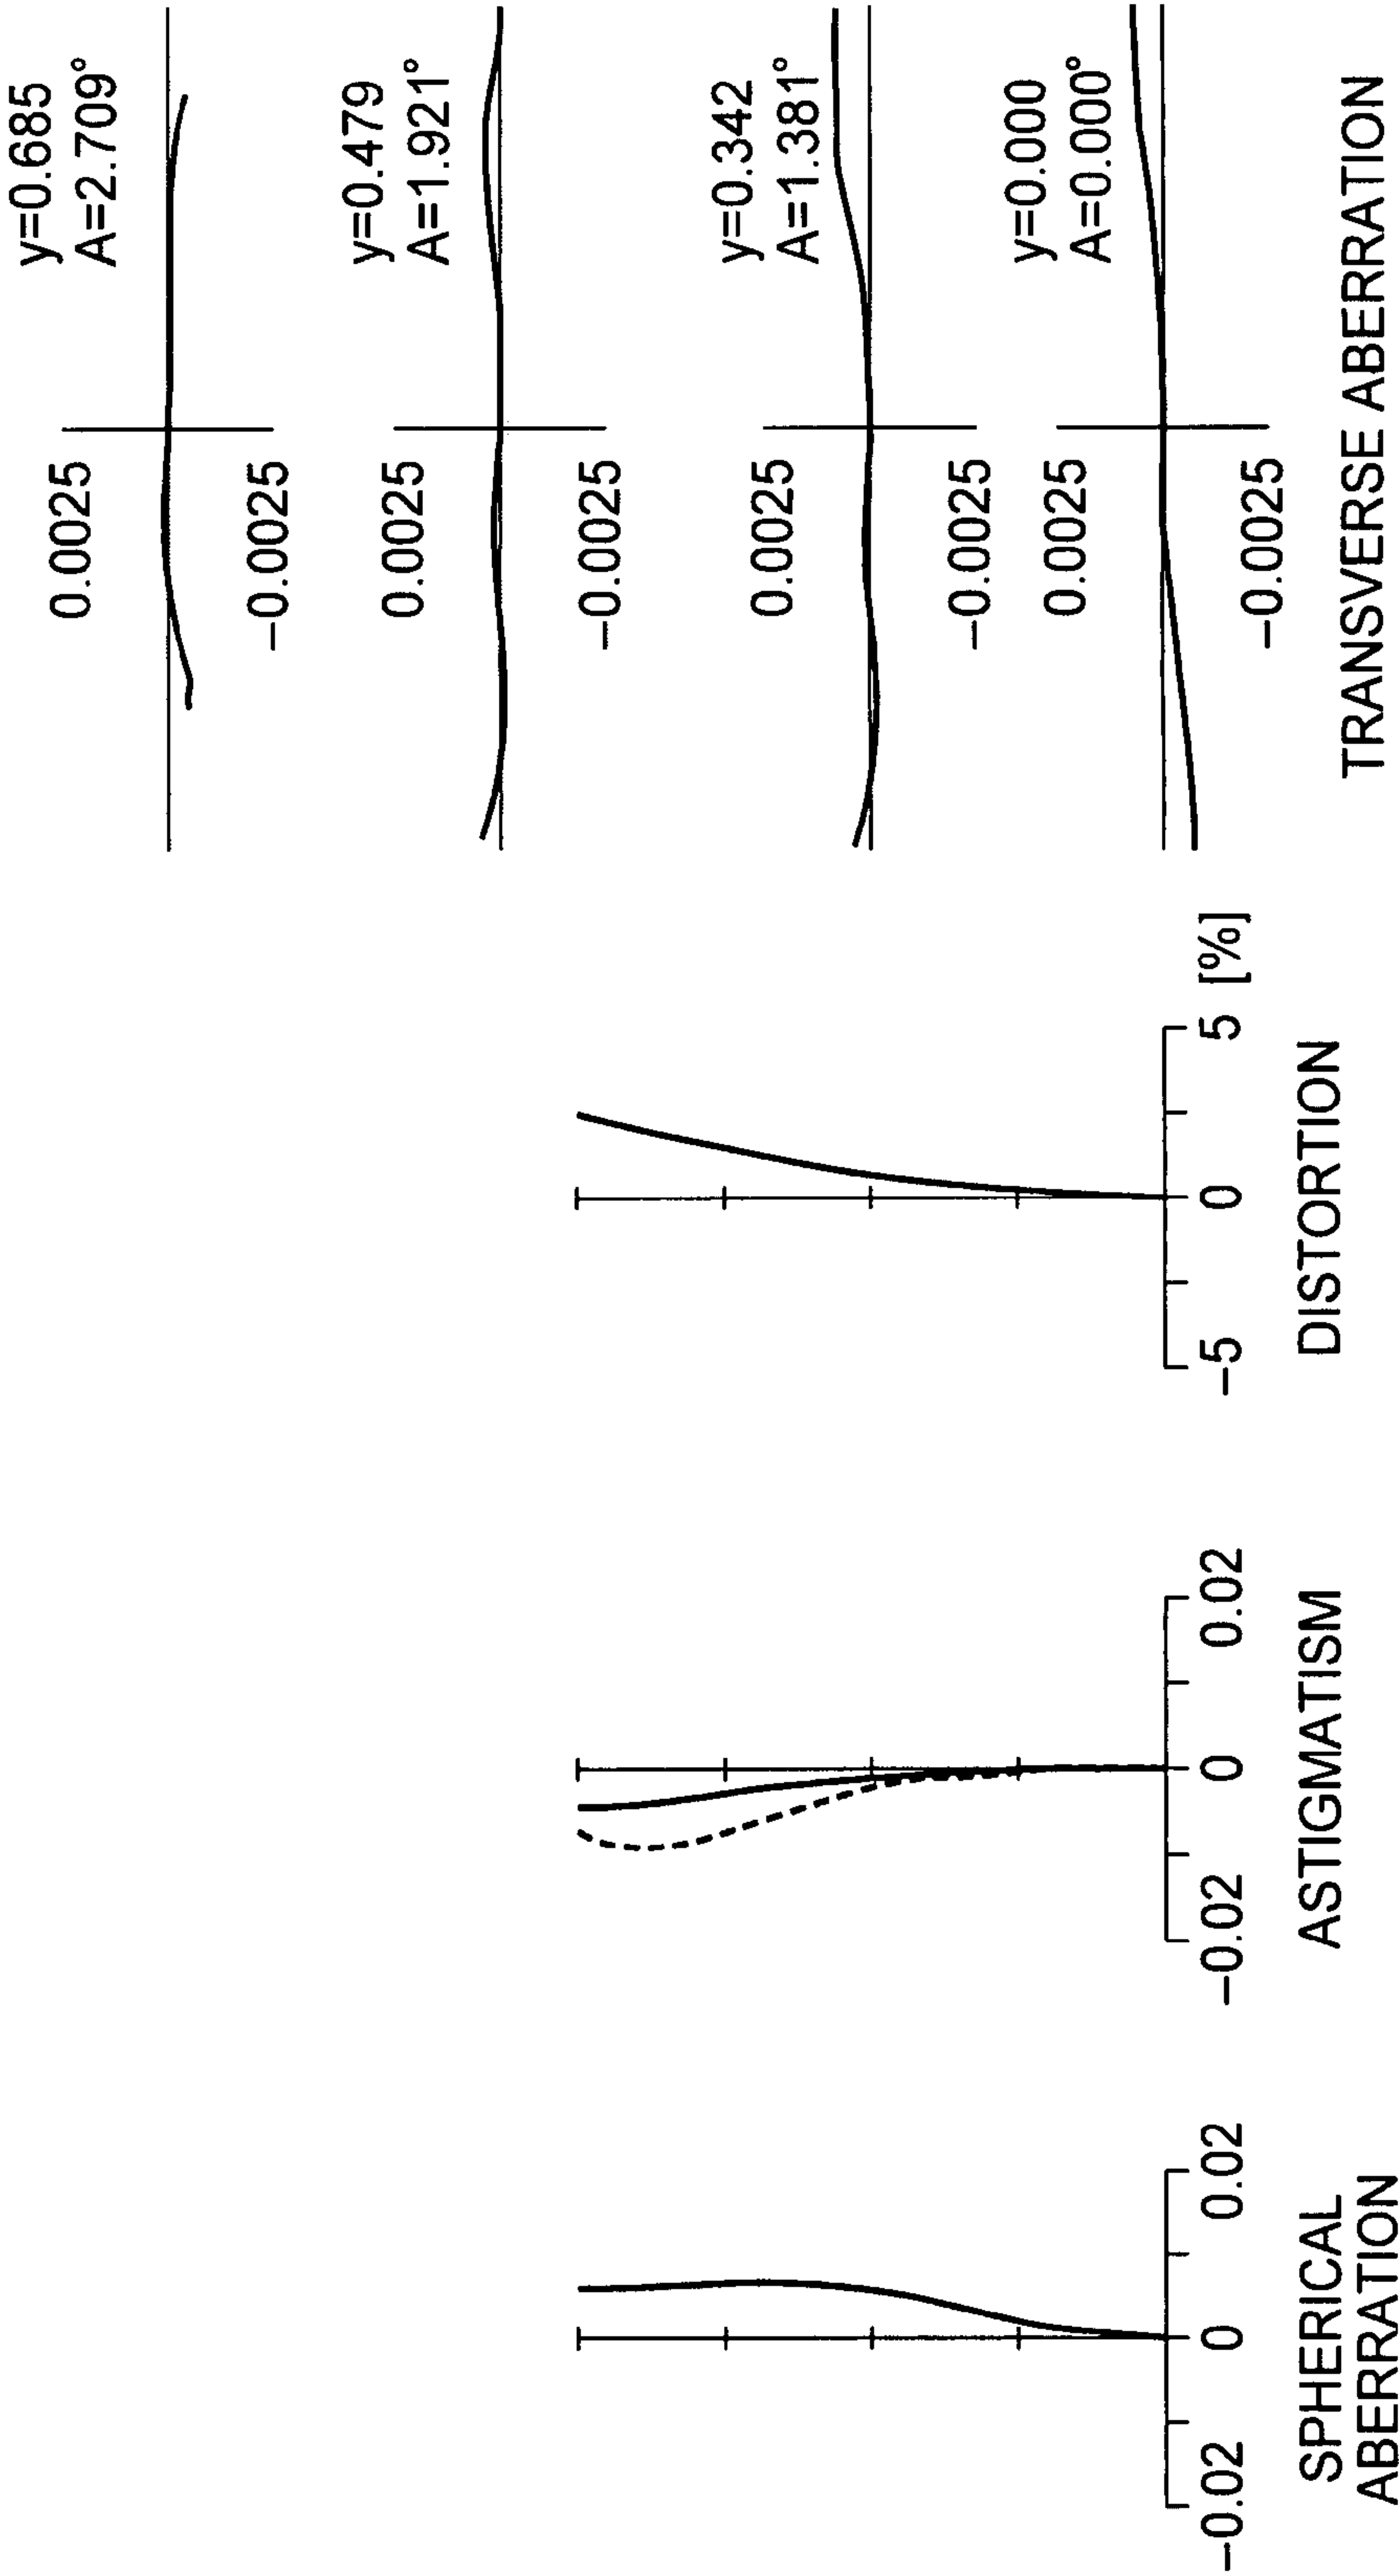 −0.02
0
0.02
SPHERICAL
ABERRATION
−0.02
0
0.02
ASTIGMATISM
−5
0
5
[%]
DISTORTION
y=0.685
A=2.709°
0.0025
−0.0025
y=0.479
A=1.921°
0.0025
−0.0025
y=0.342
A=1.381°
0.0025
−0.0025
y=0.000
A=0.000°
0.0025
−0.0025
TRANSVERSE ABERRATION